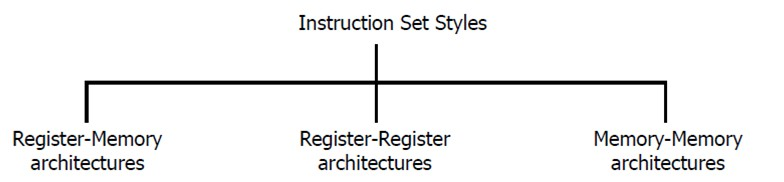 Instruction Set Styles
Register-Memory
architectures
Register-Register
architectures
Memory-Memory
architectures